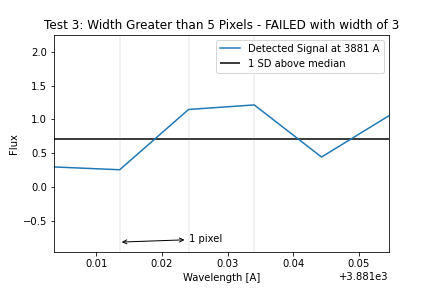 Test 3: Width Greater than 5 Pixels - FAILED with width of 3
Detected Signal at 3881 A
1 SD above median
2.0
1.5
1.0
0.5
0.0
−0.5
Flux
1 pixel
0.01 0.02 0.03 0.04 0.05
Wavelength [A]
+3.881e3